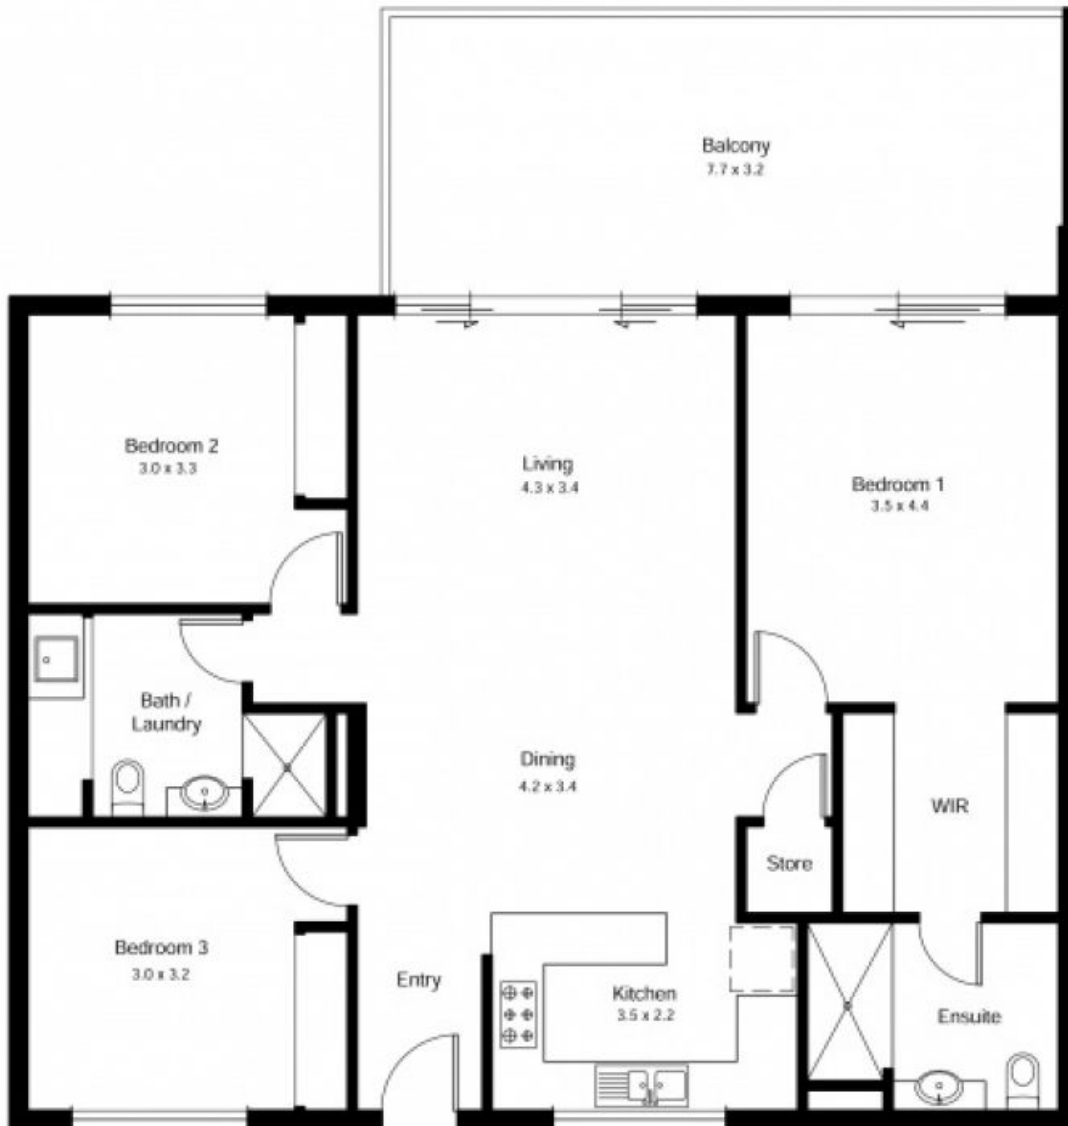 Balcony
7.7 x 3.2
Bedroom 2
3.0 x 3.3
Living
4.3 x 3.4
Bedroom 1
3.5 x 4.4
Bath /
Laundry
Dining
4.2 x 3.4
WIR
Store
Bedroom 3
3.0 x 3.2
Entry
Kitchen
3.5 x 2.2
Ensuite